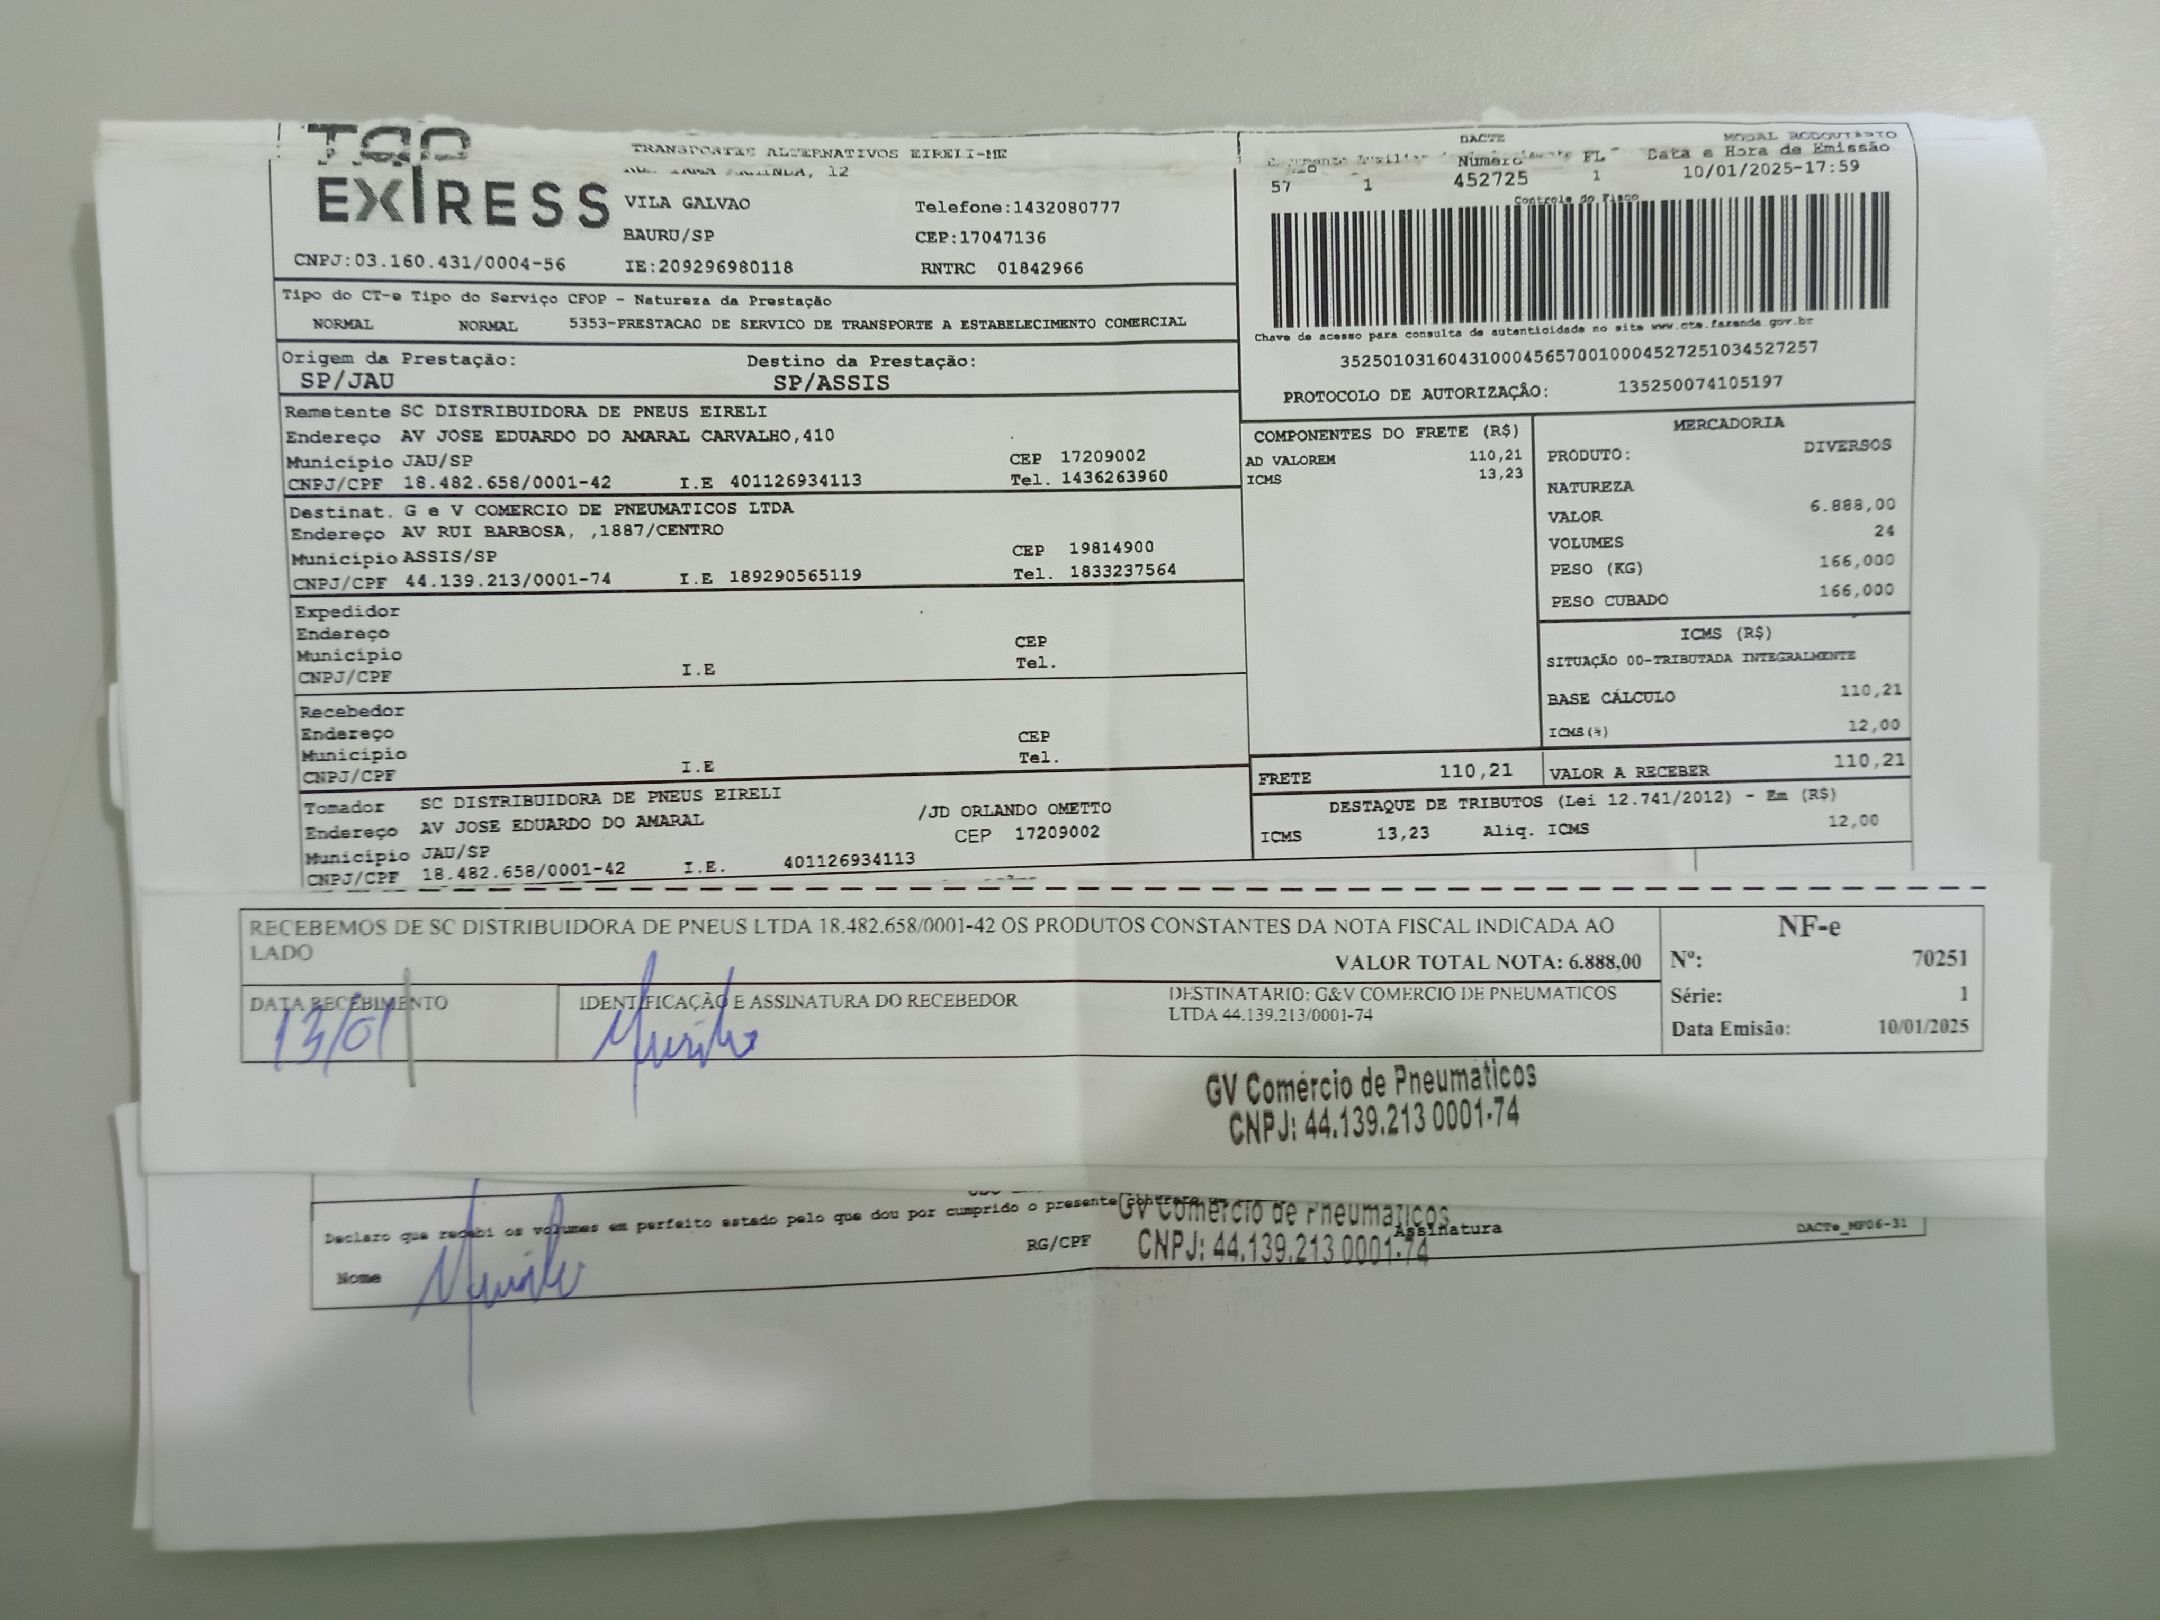 EXPRESS
TRANSPORTES ALTERNATIVOS EIRELI-ME
, 12
VILA GALVAO Telefone:1432080777
BAURU/SP CEP:17047136
CNPJ:03.160.431/0004-56 IE:209296980118 RNTRC 01842966
DACTE MODAL RODOVIÁRIO
Número FL Data e Hora de Emissão
57 1 452725 1 10/01/2025-17:59
Controle do Fisco
Chave de acesso para consulta de autenticidade no site www.cte.fazenda.gov.br
35250103160431000456570010004527251034527257
PROTOCOLO DE AUTORIZAÇÃO: 135250074105197
Tipo do CT-e Tipo do Serviço CFOP - Natureza da Prestação
NORMAL NORMAL 5353-PRESTACAO DE SERVICO DE TRANSPORTE A ESTABELECIMENTO COMERCIAL
Origem da Prestação: Destino da Prestação:
SP/JAU SP/ASSIS
Remetente SC DISTRIBUIDORA DE PNEUS EIRELI
Endereço AV JOSE EDUARDO DO AMARAL CARVALHO,410
Município JAU/SP CEP 17209002
CNPJ/CPF 18.482.658/0001-42 I.E 401126934113 Tel. 1436263960
Destinat. G e V COMERCIO DE PNEUMATICOS LTDA
Endereço AV RUI BARBOSA, ,1887/CENTRO
Município ASSIS/SP CEP 19814900
CNPJ/CPF 44.139.213/0001-74 I.E 189290565119 Tel. 1833237564
Expedidor
Endereço CEP
Município Tel.
CNPJ/CPF I.E
Recebedor
Endereço CEP
Município Tel.
CNPJ/CPF I.E
Tomador SC DISTRIBUIDORA DE PNEUS EIRELI
Endereço AV JOSE EDUARDO DO AMARAL /JD ORLANDO OMETTO
Município JAU/SP CEP 17209002
CNPJ/CPF 18.482.658/0001-42 I.E. 401126934113
COMPONENTES DO FRETE (R$)
AD VALOREM 110,21
ICMS 13,23
MERCADORIA
PRODUTO: DIVERSOS
NATUREZA
VALOR 6.888,00
VOLUMES 24
PESO (KG) 166,000
PESO CUBADO 166,000
ICMS (R$)
SITUAÇÃO 00-TRIBUTADA INTEGRALMENTE
BASE CÁLCULO 110,21
ICMS(%) 12,00
FRETE 110,21 VALOR A RECEBER 110,21
DESTAQUE DE TRIBUTOS (Lei 12.741/2012) - Em (R$)
ICMS 13,23 Aliq. ICMS 12,00
RECEBEMOS DE SC DISTRIBUIDORA DE PNEUS LTDA 18.482.658/0001-42 OS PRODUTOS CONSTANTES DA NOTA FISCAL INDICADA AO
LADO
VALOR TOTAL NOTA: 6.888,00
DATA RECEBIMENTO IDENTIFICAÇÃO E ASSINATURA DO RECEBEDOR DESTINATARIO: G&V COMERCIO DE PNEUMATICOS
LTDA 44.139.213/0001-74
13/01 Murilo
NF-e
Nº: 70251
Série: 1
Data Emisão: 10/01/2025
GV Comércio de Pneumaticos
CNPJ: 44.139.213 0001-74
Declaro que recebi os volumes em perfeito estado pelo que dou por cumprido o presente contrato
GV Comércio de Pneumaticos
CNPJ: 44.139.213 0001-74
Nome Murilo RG/CPF Assinatura DACTe_MF06-31